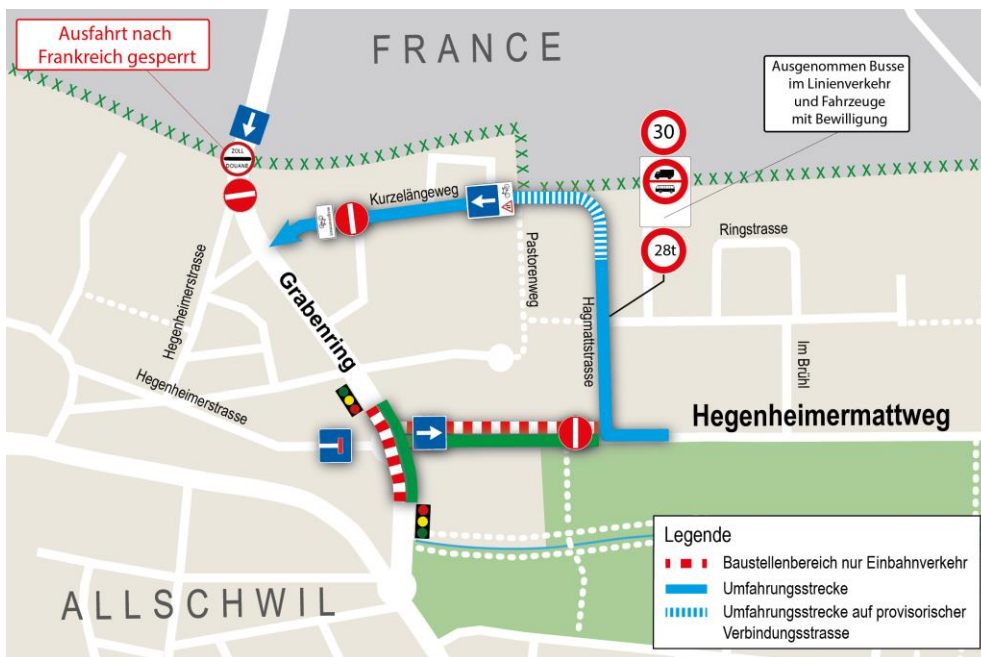 Ausfahrt nach
Frankreich gesperrt
FRANCE
Ausgenommen Busse
im Linienverkehr
und Fahrzeuge
mit Bewilligung
ZOLL
DOUANE
30
28t
Kurzelängeweg
Pastorenweg
Ringstrasse
Hagmattstrasse
Im Brühl
Hegenheimerstrasse
Grabenring
Hegenheimerstrasse
Hegenheimermattweg
ALLSCHWIL
Legende
Baustellenbereich nur Einbahnverkehr
Umfahrungsstrecke
Umfahrungsstrecke auf provisorischer
Verbindungsstrasse